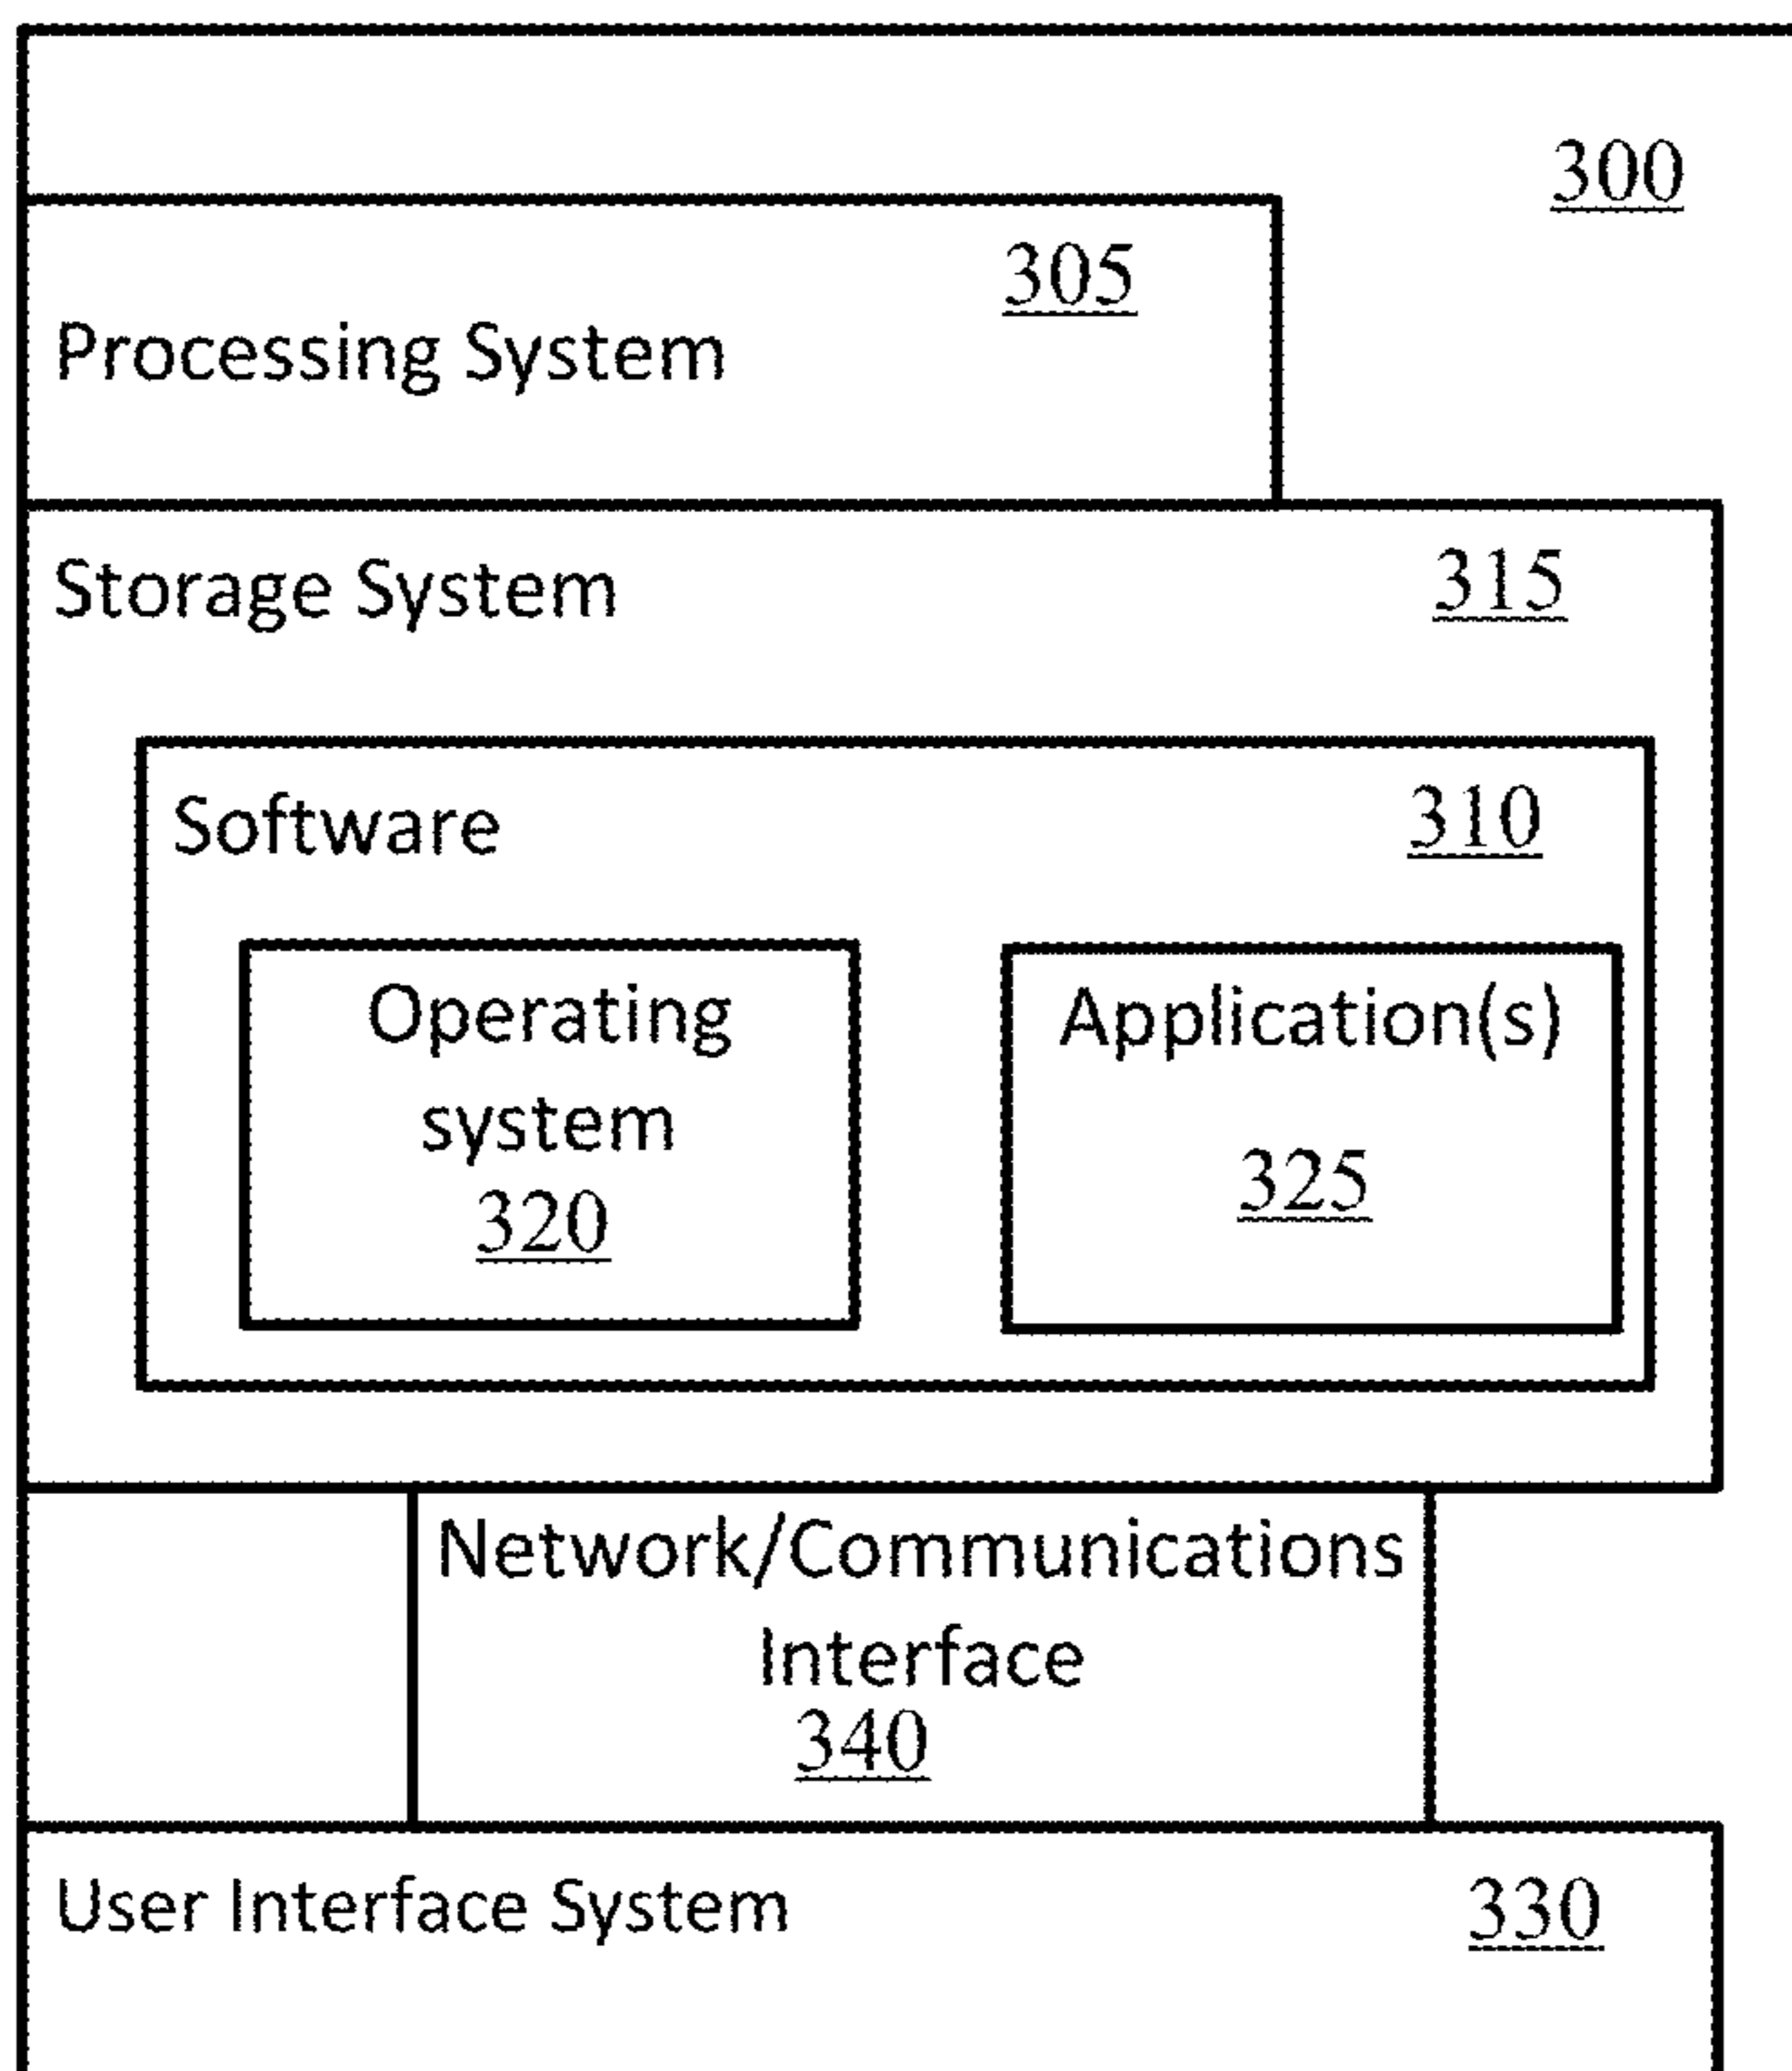 300
305
Processing System
Storage System 315
Software 310
Operating
system
320
Application(s)
325
Network/Communications
Interface
340
User Interface System 330